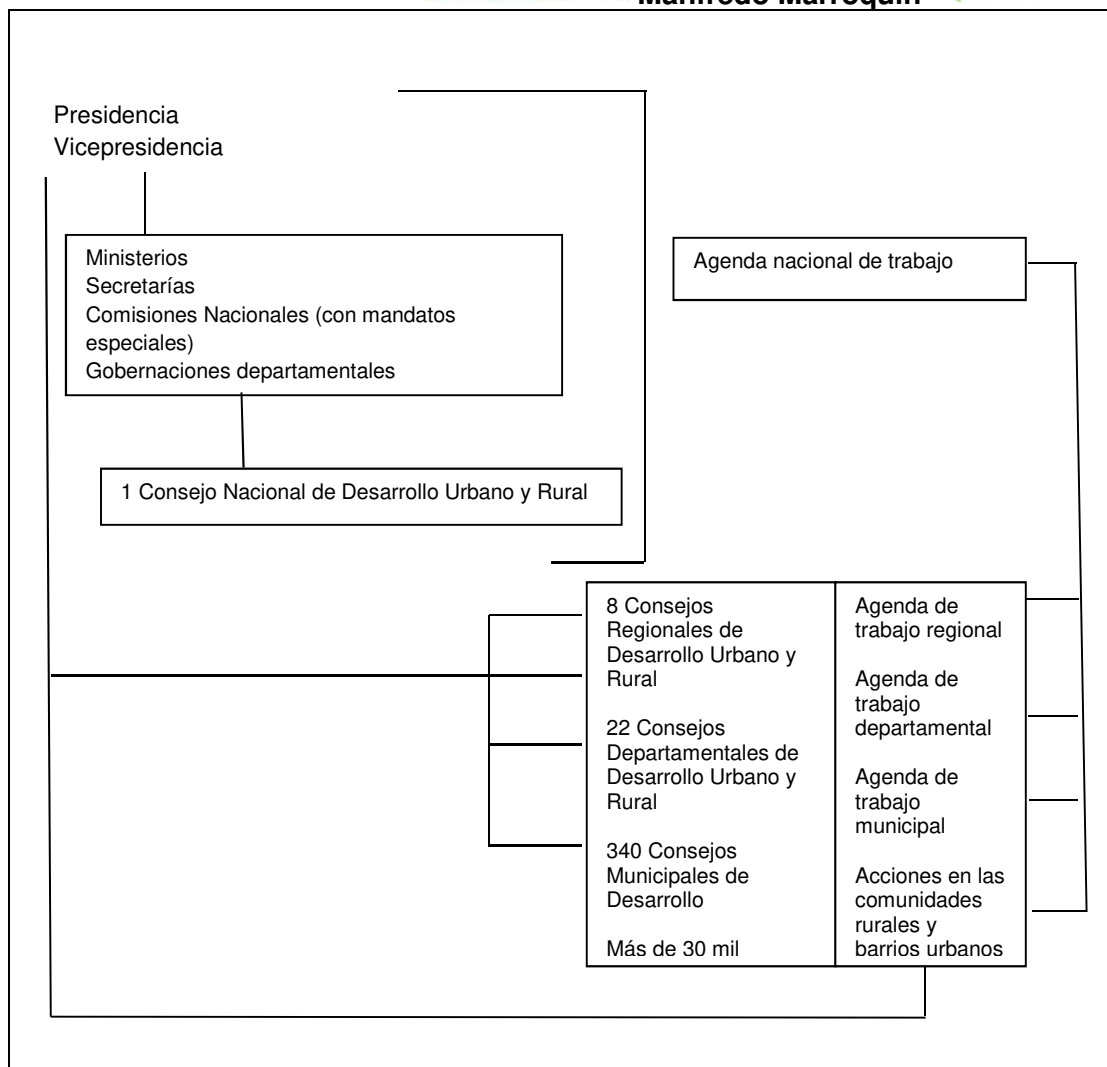 Manfredo Marroquín
Presidencia
Vicepresidencia
Ministerios
Secretarías
Comisiones Nacionales (con mandatos
especiales)
Gobernaciones departamentales
Agenda nacional de trabajo
1 Consejo Nacional de Desarrollo Urbano y Rural
8 Consejos
Regionales de
Desarrollo Urbano y
Rural
22 Consejos
Departamentales de
Desarrollo Urbano y
Rural
340 Consejos
Municipales de
Desarrollo
Más de 30 mil
Agenda de
trabajo regional
Agenda de
trabajo
departamental
Agenda de
trabajo
municipal
Acciones en las
comunidades
rurales y
barrios urbanos